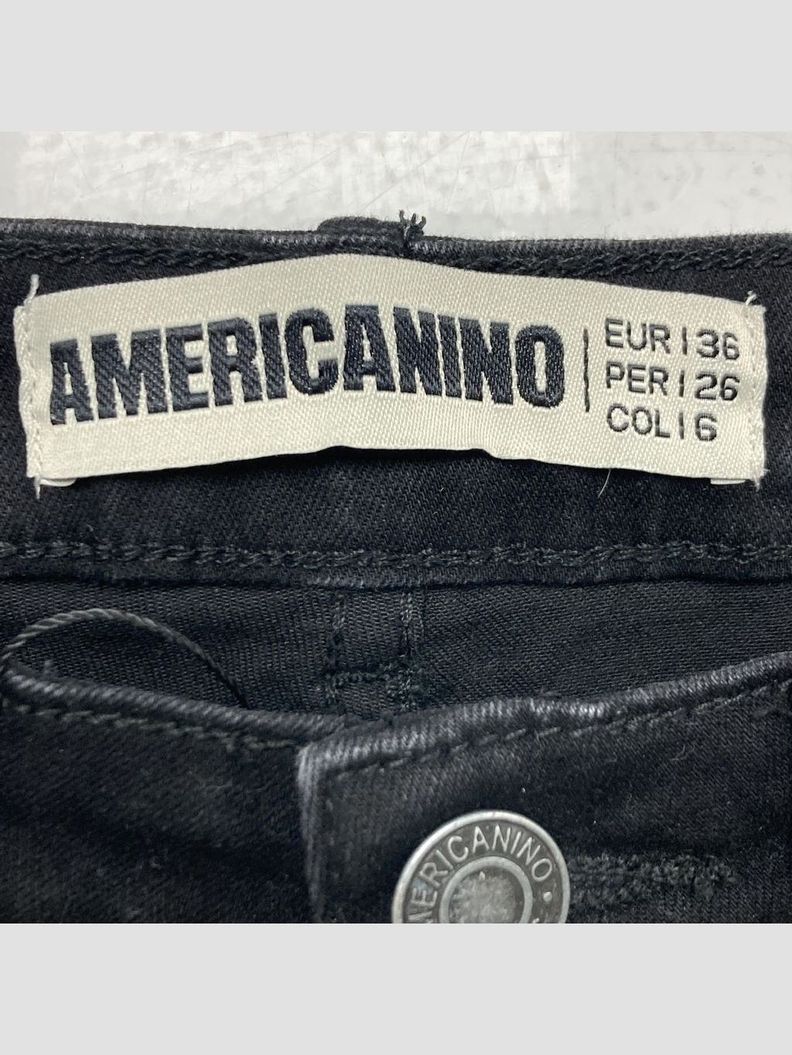 AMERICANINO
EUR | 36
PER | 26
COL | 6
AMERICANINO